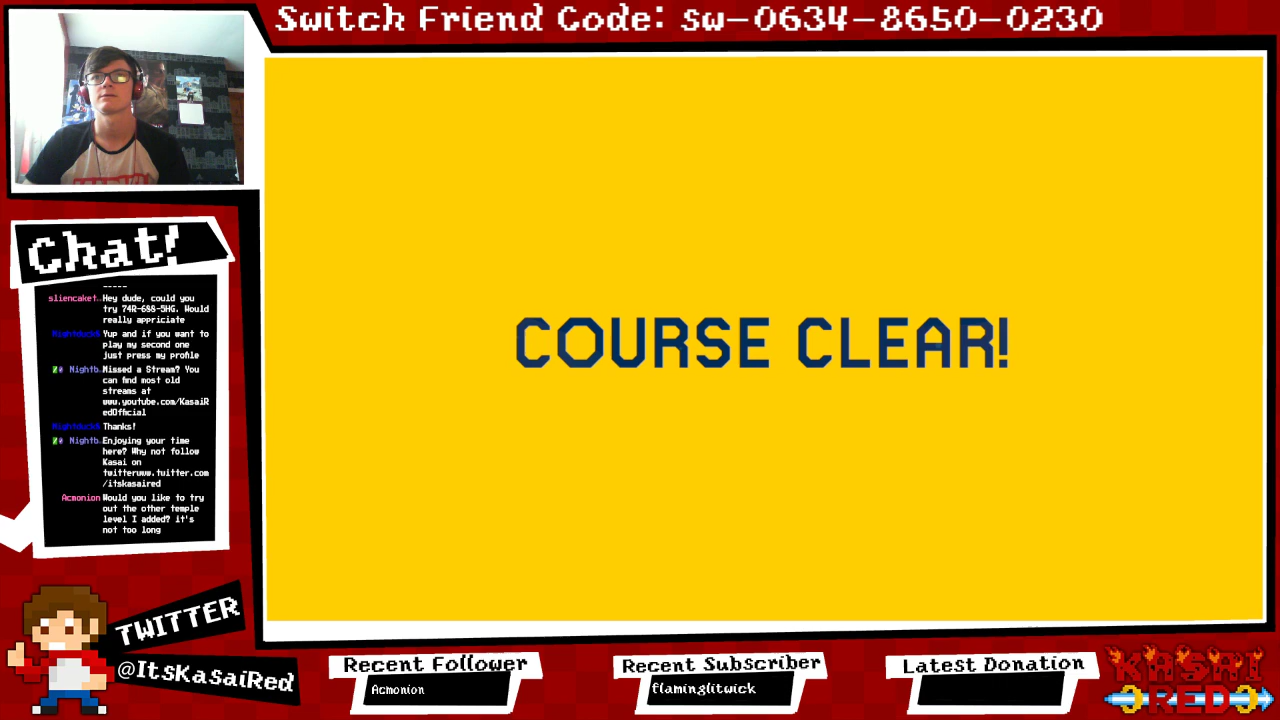 Switch Friend Code: SW-0634-8650-0230
Chat!
sliencaket.. Hey dude, could you
try 74R-6SS-5HG. Would
really appriciate
Yup and if you want to
play my second one
just press my profile
Nightb.. Missed a Stream? You
can find most old
streams at
www.youtube.com/KasaiR
edOfficial
Thanks!
Nightb.. Enjoying your time
here? Why not follow
Kasai on
twitterwww.twitter.com
/itskasaired
Acmonion Would you like to try
out the other temple
level I added? it's
not too long
COURSE CLEAR!
TWITTER
@ItsKasaiRed
Recent Follower
Acmonion
Recent Subscriber
flaminglitwick
Latest Donation
KASAI
RED